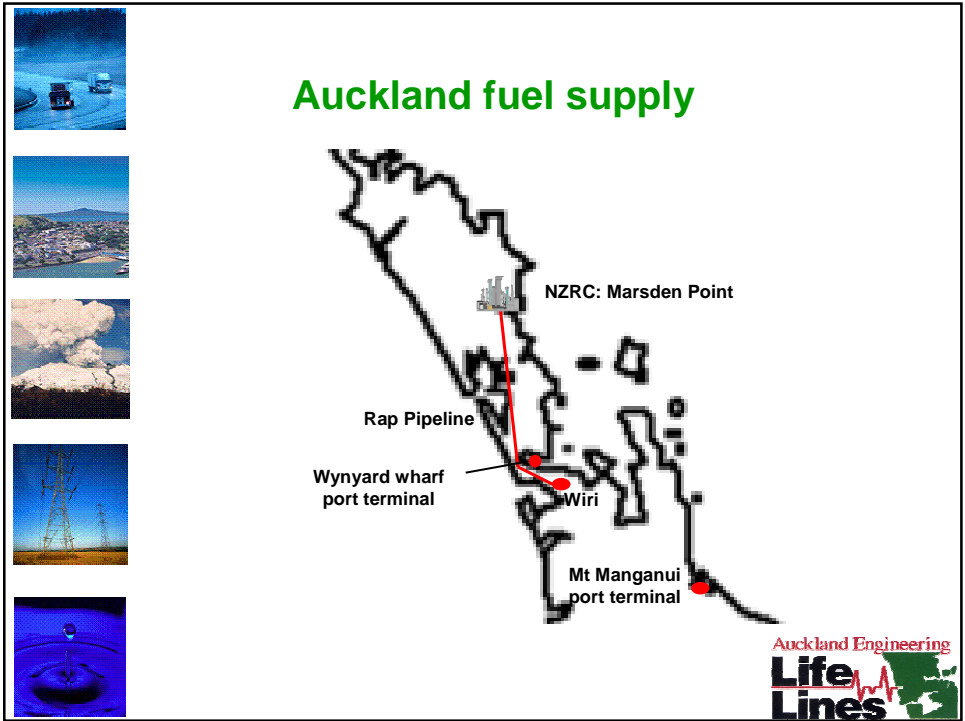 Auckland fuel supply
NZRC: Marsden Point
Rap Pipeline
Wynyard wharf
port terminal
Wiri
Mt Manganui
port terminal
Auckland Engineering
Life
Lines